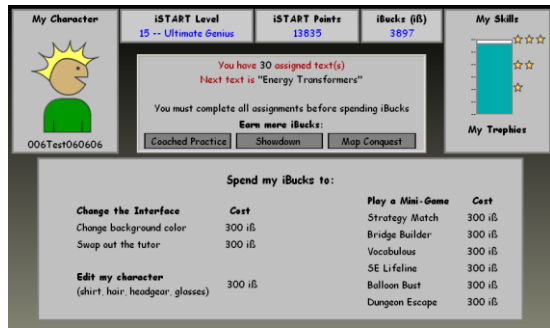 My Character
iSTART Level
15 -- Ultimate Genius
iSTART Points
13835
iBucks (iß)
3897
My Skills
You have 30 assigned text(s)
Next text is "Energy Transformers"
You must complete all assignments before spending iBucks
Earn more iBucks:
Coached Practice
Showdown
Map Conquest
006Test060606
My Trophies
Spend my iBucks to:
Change the Interface Cost
Change background color 300 iß
Swap out the tutor 300 iß
Edit my character
(shirt, hair, headgear, glasses) 300 iß
Play a Mini-Game Cost
Strategy Match 300 iß
Bridge Builder 300 iß
Vocabulous 300 iß
SE Lifeline 300 iß
Balloon Bust 300 iß
Dungeon Escape 300 iß